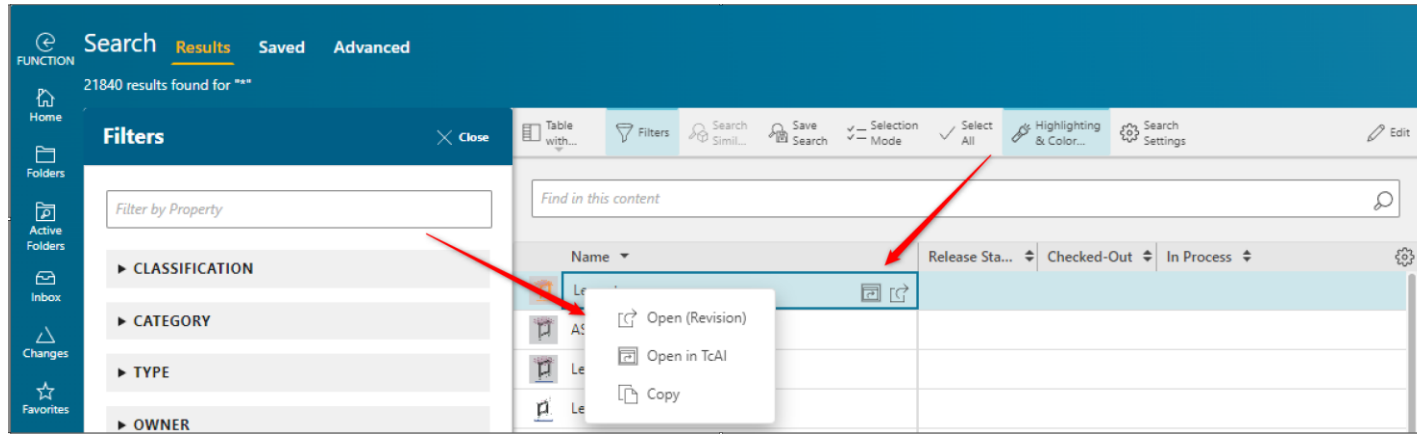 FUNCTION
Home
Folders
Active
Folders
Inbox
Changes
Favorites
Search Results Saved Advanced
21840 results found for "*"
Filters Close
Filter by Property
CLASSIFICATION
CATEGORY
TYPE
OWNER
Table
with...
Filters
Search
Simil...
Save
Search
Selection
Mode
Select
All
Highlighting
& Color...
Search
Settings
Edit
Find in this content
Name Release Sta... Checked-Out In Process
AS
Le
Le
Open (Revision)
Open in TcAI
Copy